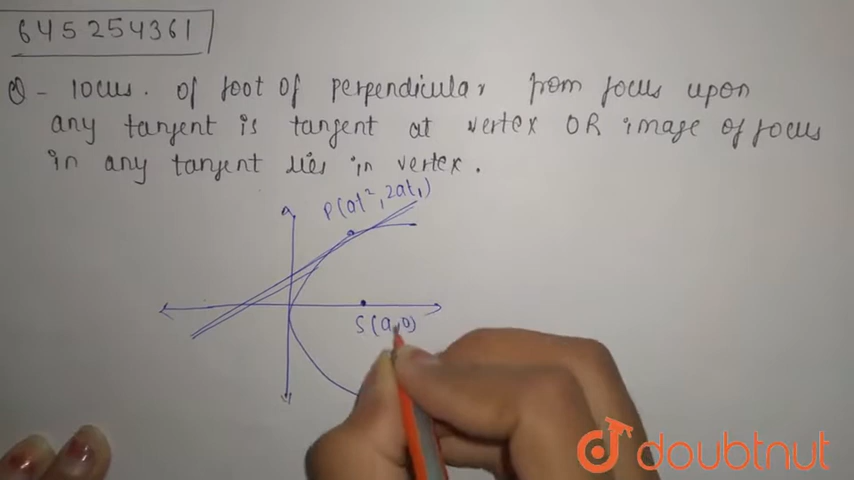 645254361
Q - locus. of foot of perpendicular from focus upon
any tangent is tangent at vertex OR image of focus
in any tangent lies in vertex.
P(at², 2at₁)
S(a,0)
doubtnut